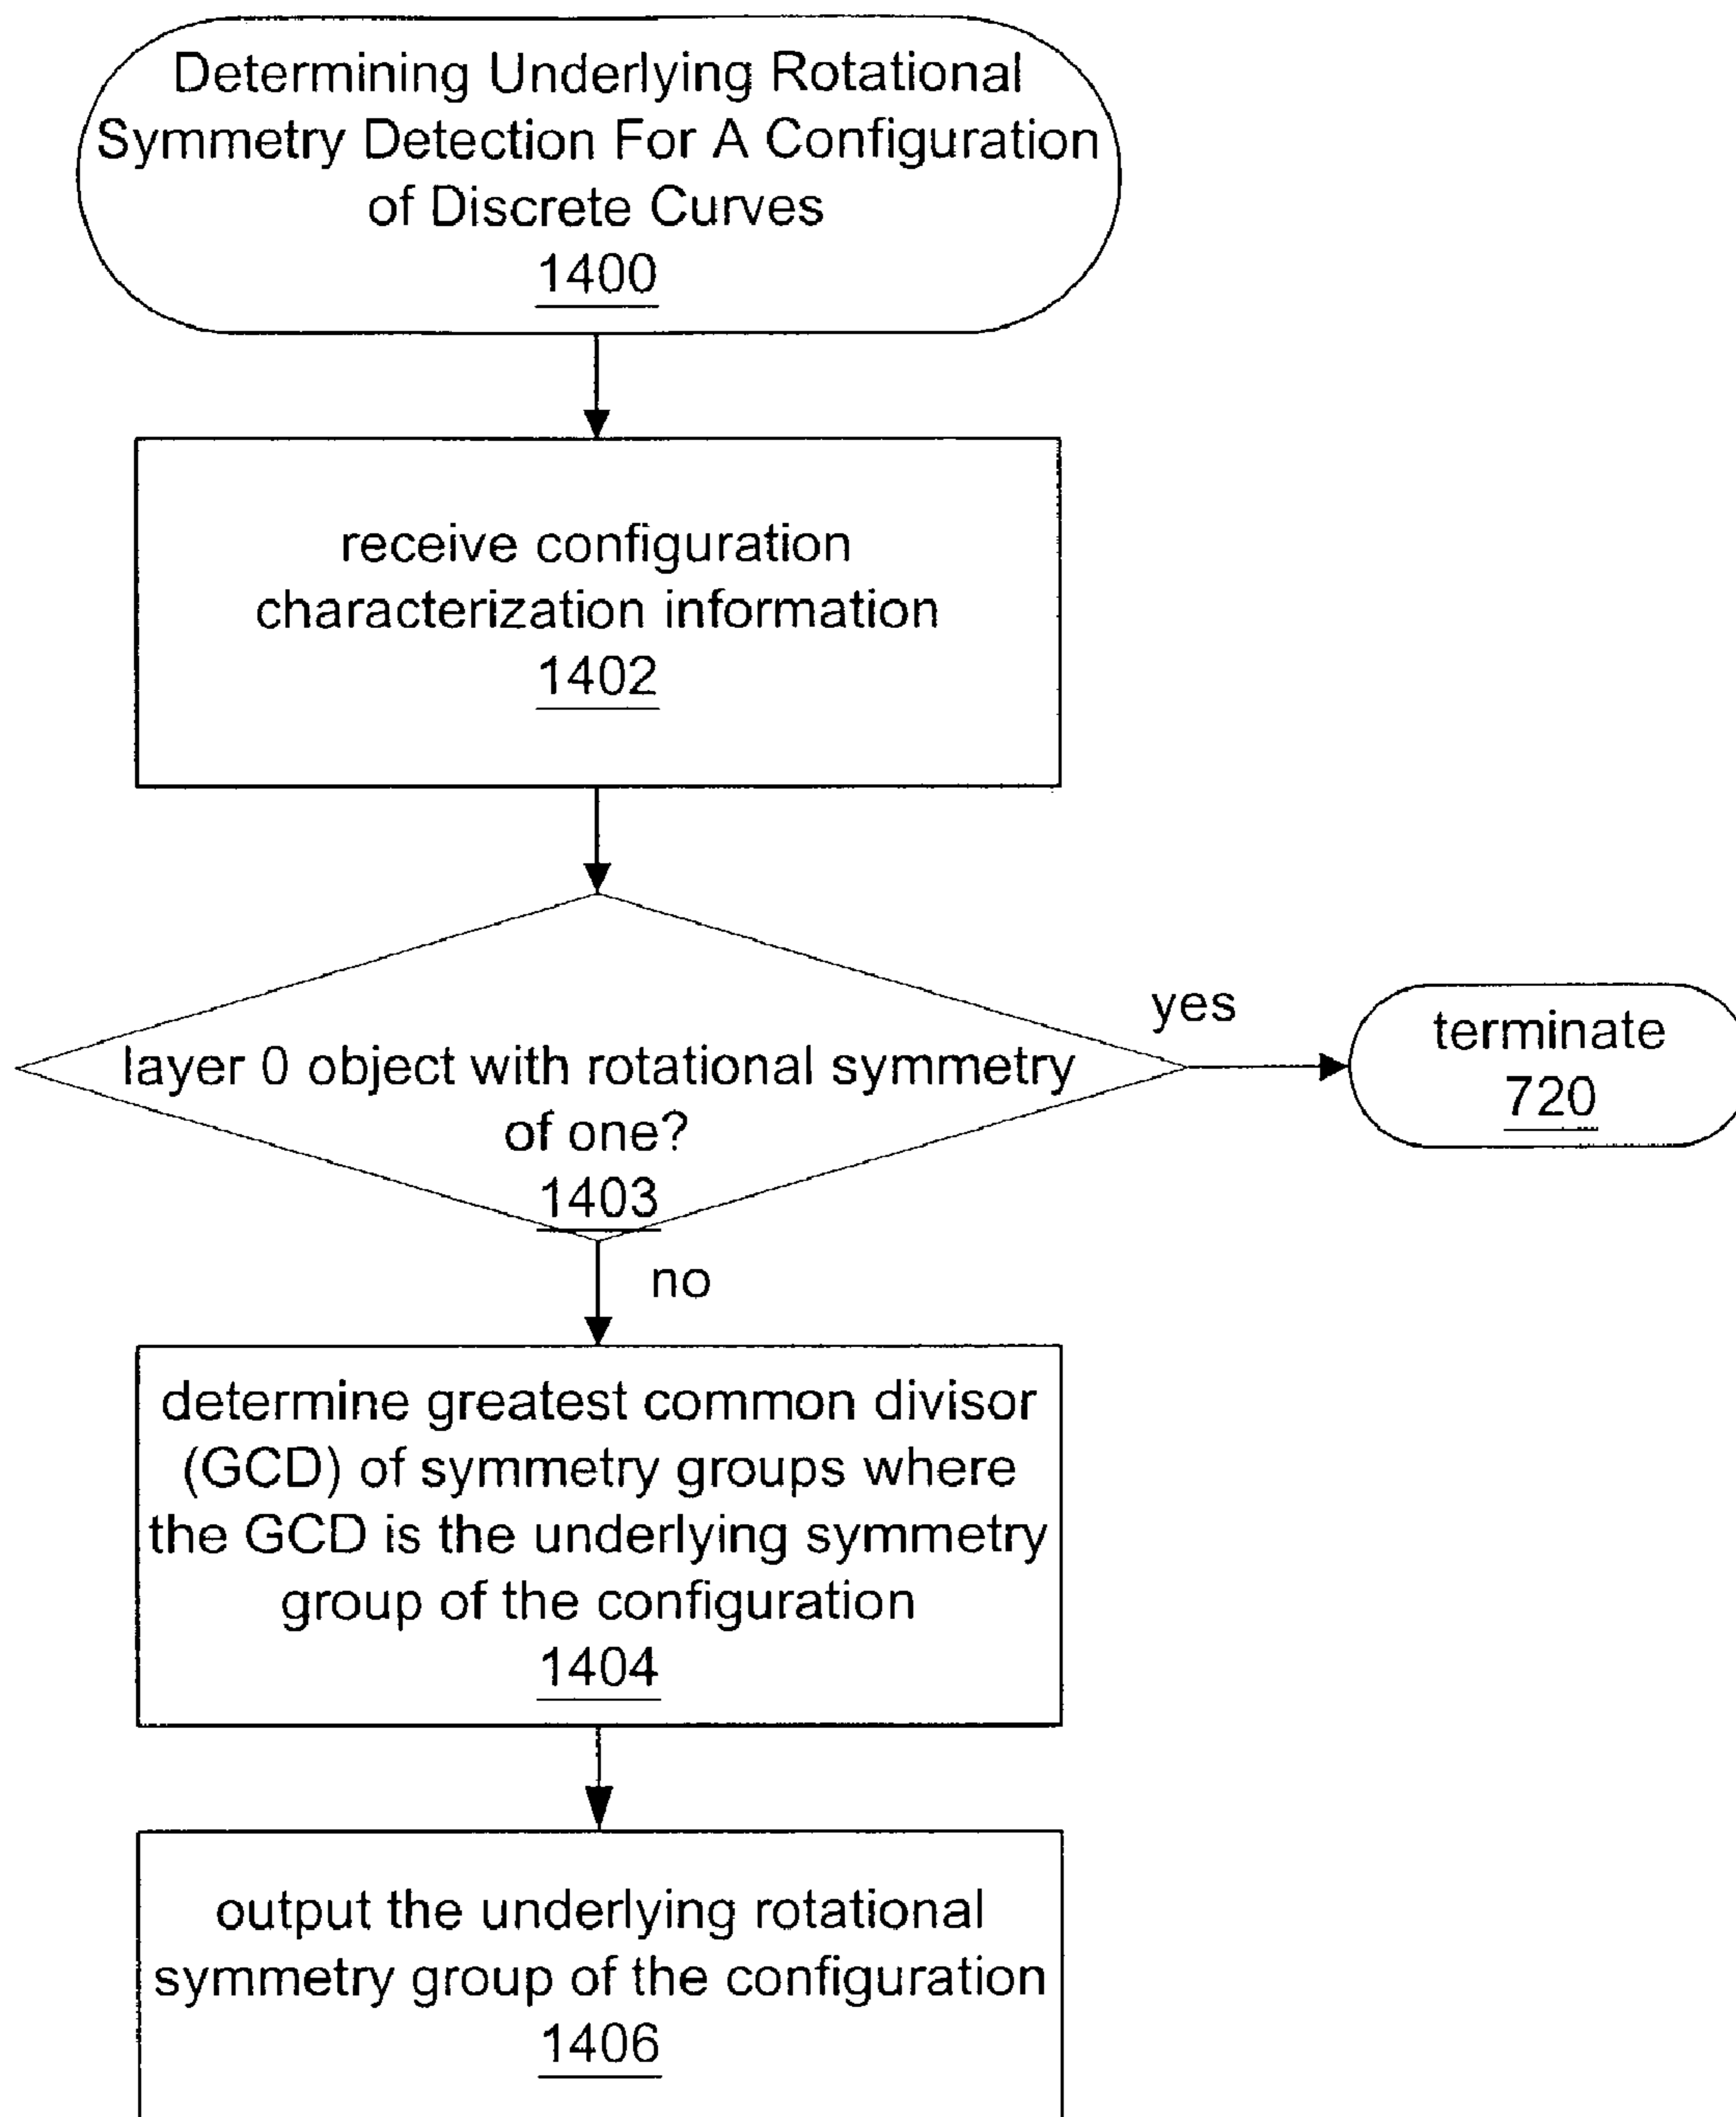 Determining Underlying Rotational
Symmetry Detection For A Configuration
of Discrete Curves
1400
receive configuration
characterization information
1402
layer 0 object with rotational symmetry
of one?
1403
yes
terminate
720
no
determine greatest common divisor
(GCD) of symmetry groups where
the GCD is the underlying symmetry
group of the configuration
1404
output the underlying rotational
symmetry group of the configuration
1406